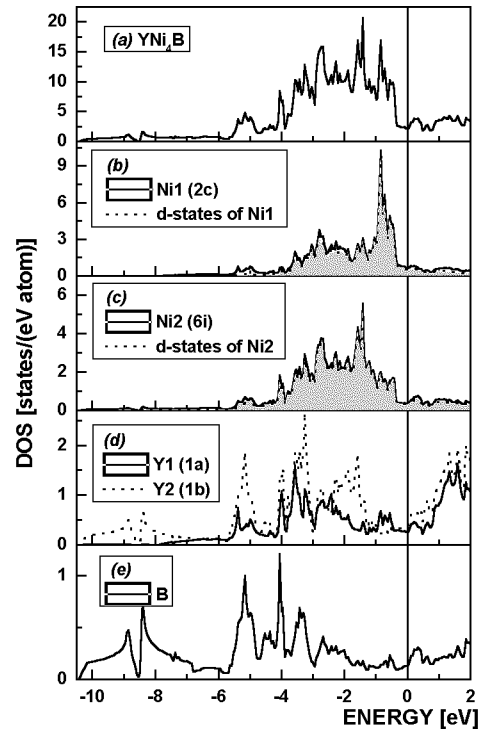 (a) YNi4B
20
15
10
5
0
(b)
Ni1 (2c)
d-states of Ni1
9
6
3
0
(c)
Ni2 (6i)
d-states of Ni2
6
4
2
0
(d)
Y1 (1a)
Y2 (1b)
2
1
0
(e)
B
1
0
DOS [states/(eV atom)]
-10 -8 -6 -4 -2 0 2
ENERGY [eV]